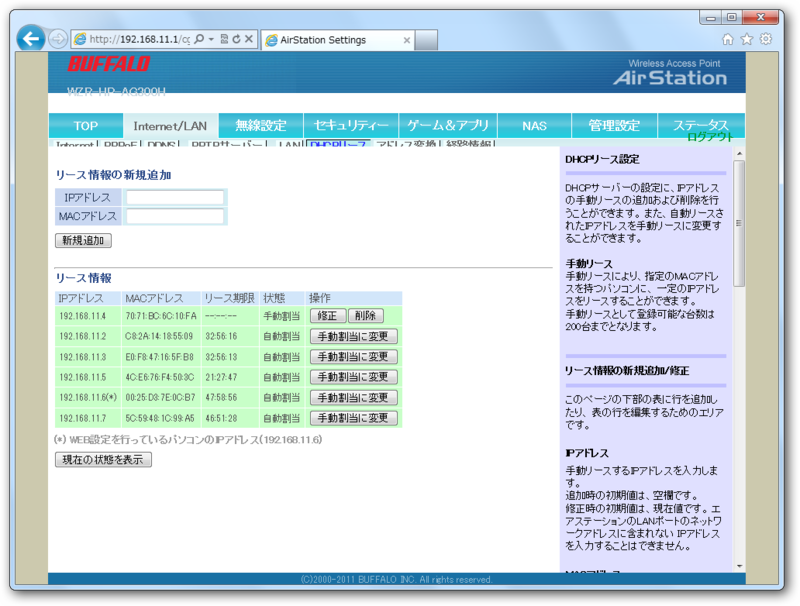 http://192.168.11.1/cg
AirStation Settings
BUFFALO
Wireless Access Point
AirStation
WZR-HP-AG300H
TOP
Internet/LAN
無線設定
セキュリティー
ゲーム&アプリ
NAS
管理設定
ステータス
ログアウト
Internet | PPPoE | DDNS | PPTPサーバー | LAN | DHCPリース | アドレス変換 | 経路情報 |
リース情報の新規追加
IPアドレス
MACアドレス
新規追加
リース情報
IPアドレス MACアドレス リース期限 状態 操作
192.168.11.4 70:71:BC:6C:10:FA --:--:-- 手動割当 修正 削除
192.168.11.2 C8:2A:14:18:55:09 32:56:16 自動割当 手動割当に変更
192.168.11.3 E0:F8:47:16:5F:B8 32:56:13 自動割当 手動割当に変更
192.168.11.5 4C:E6:76:F4:50:3C 21:27:47 自動割当 手動割当に変更
192.168.11.6(*) 00:25:D3:7E:0C:B7 47:58:56 自動割当 手動割当に変更
192.168.11.7 5C:59:48:1C:99:A5 46:51:28 自動割当 手動割当に変更
(*) WEB設定を行っているパソコンのIPアドレス(192.168.11.6)
現在の状態を表示
DHCPリース設定
DHCPサーバーの設定に、IPアドレス
の手動リースの追加および削除を行
うことができます。また、自動リースさ
れたIPアドレスを手動リースに変更す
ることができます。
手動リース
手動リースにより、指定のMACアドレ
スを持つパソコンに、一定のIPアドレ
スをリースすることができます。
手動リースとして登録可能な台数は
200台までとなります。
リース情報の新規追加/修正
このページの下部の表に行を追加し
たり、表の行を編集するためのエリア
です。
IPアドレス
手動リースするIPアドレスを入力しま
す。
追加時の初期値は、空欄です。
修正時の初期値は、現在値です。エ
アステーションのLANポートのネットワ
ークアドレスに含まれない IPアドレス
を入力することはできません。
MACアドレス
(C)2000-2011 BUFFALO INC. All rights reserved.